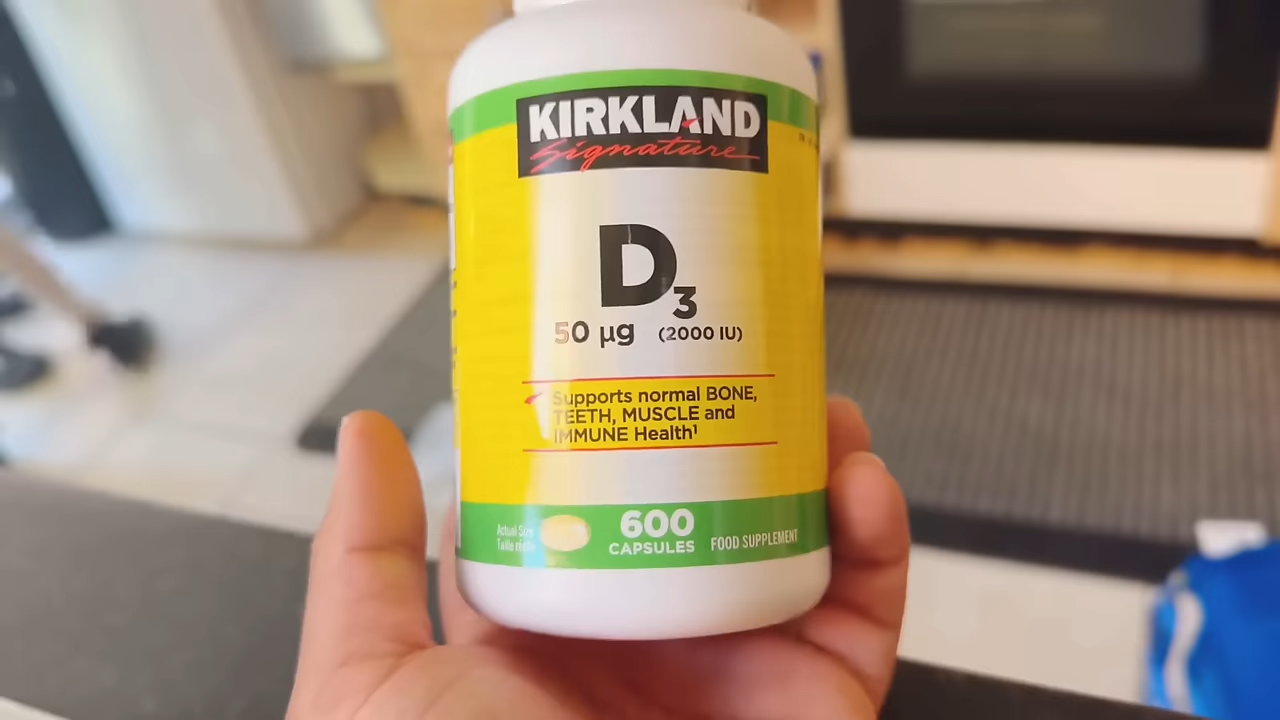 KIRKLAND
Signature
D3
50 µg (2000 IU)
Supports normal BONE,
TEETH, MUSCLE and
IMMUNE Health¹
Actual Size
Taille réelle
600
CAPSULES
FOOD SUPPLEMENT